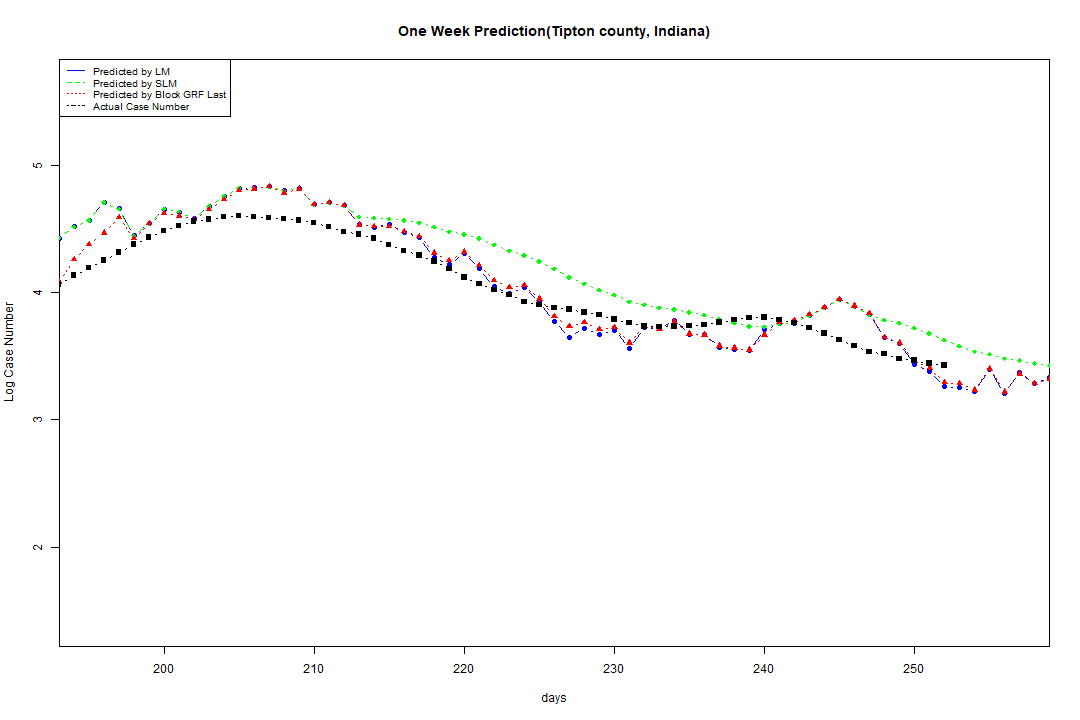 One Week Prediction(Tipton county, Indiana)
Predicted by LM
Predicted by SLM
Predicted by Block GRF Last
Actual Case Number
Log Case Number
5
4
3
2
200 210 220 230 240 250
days